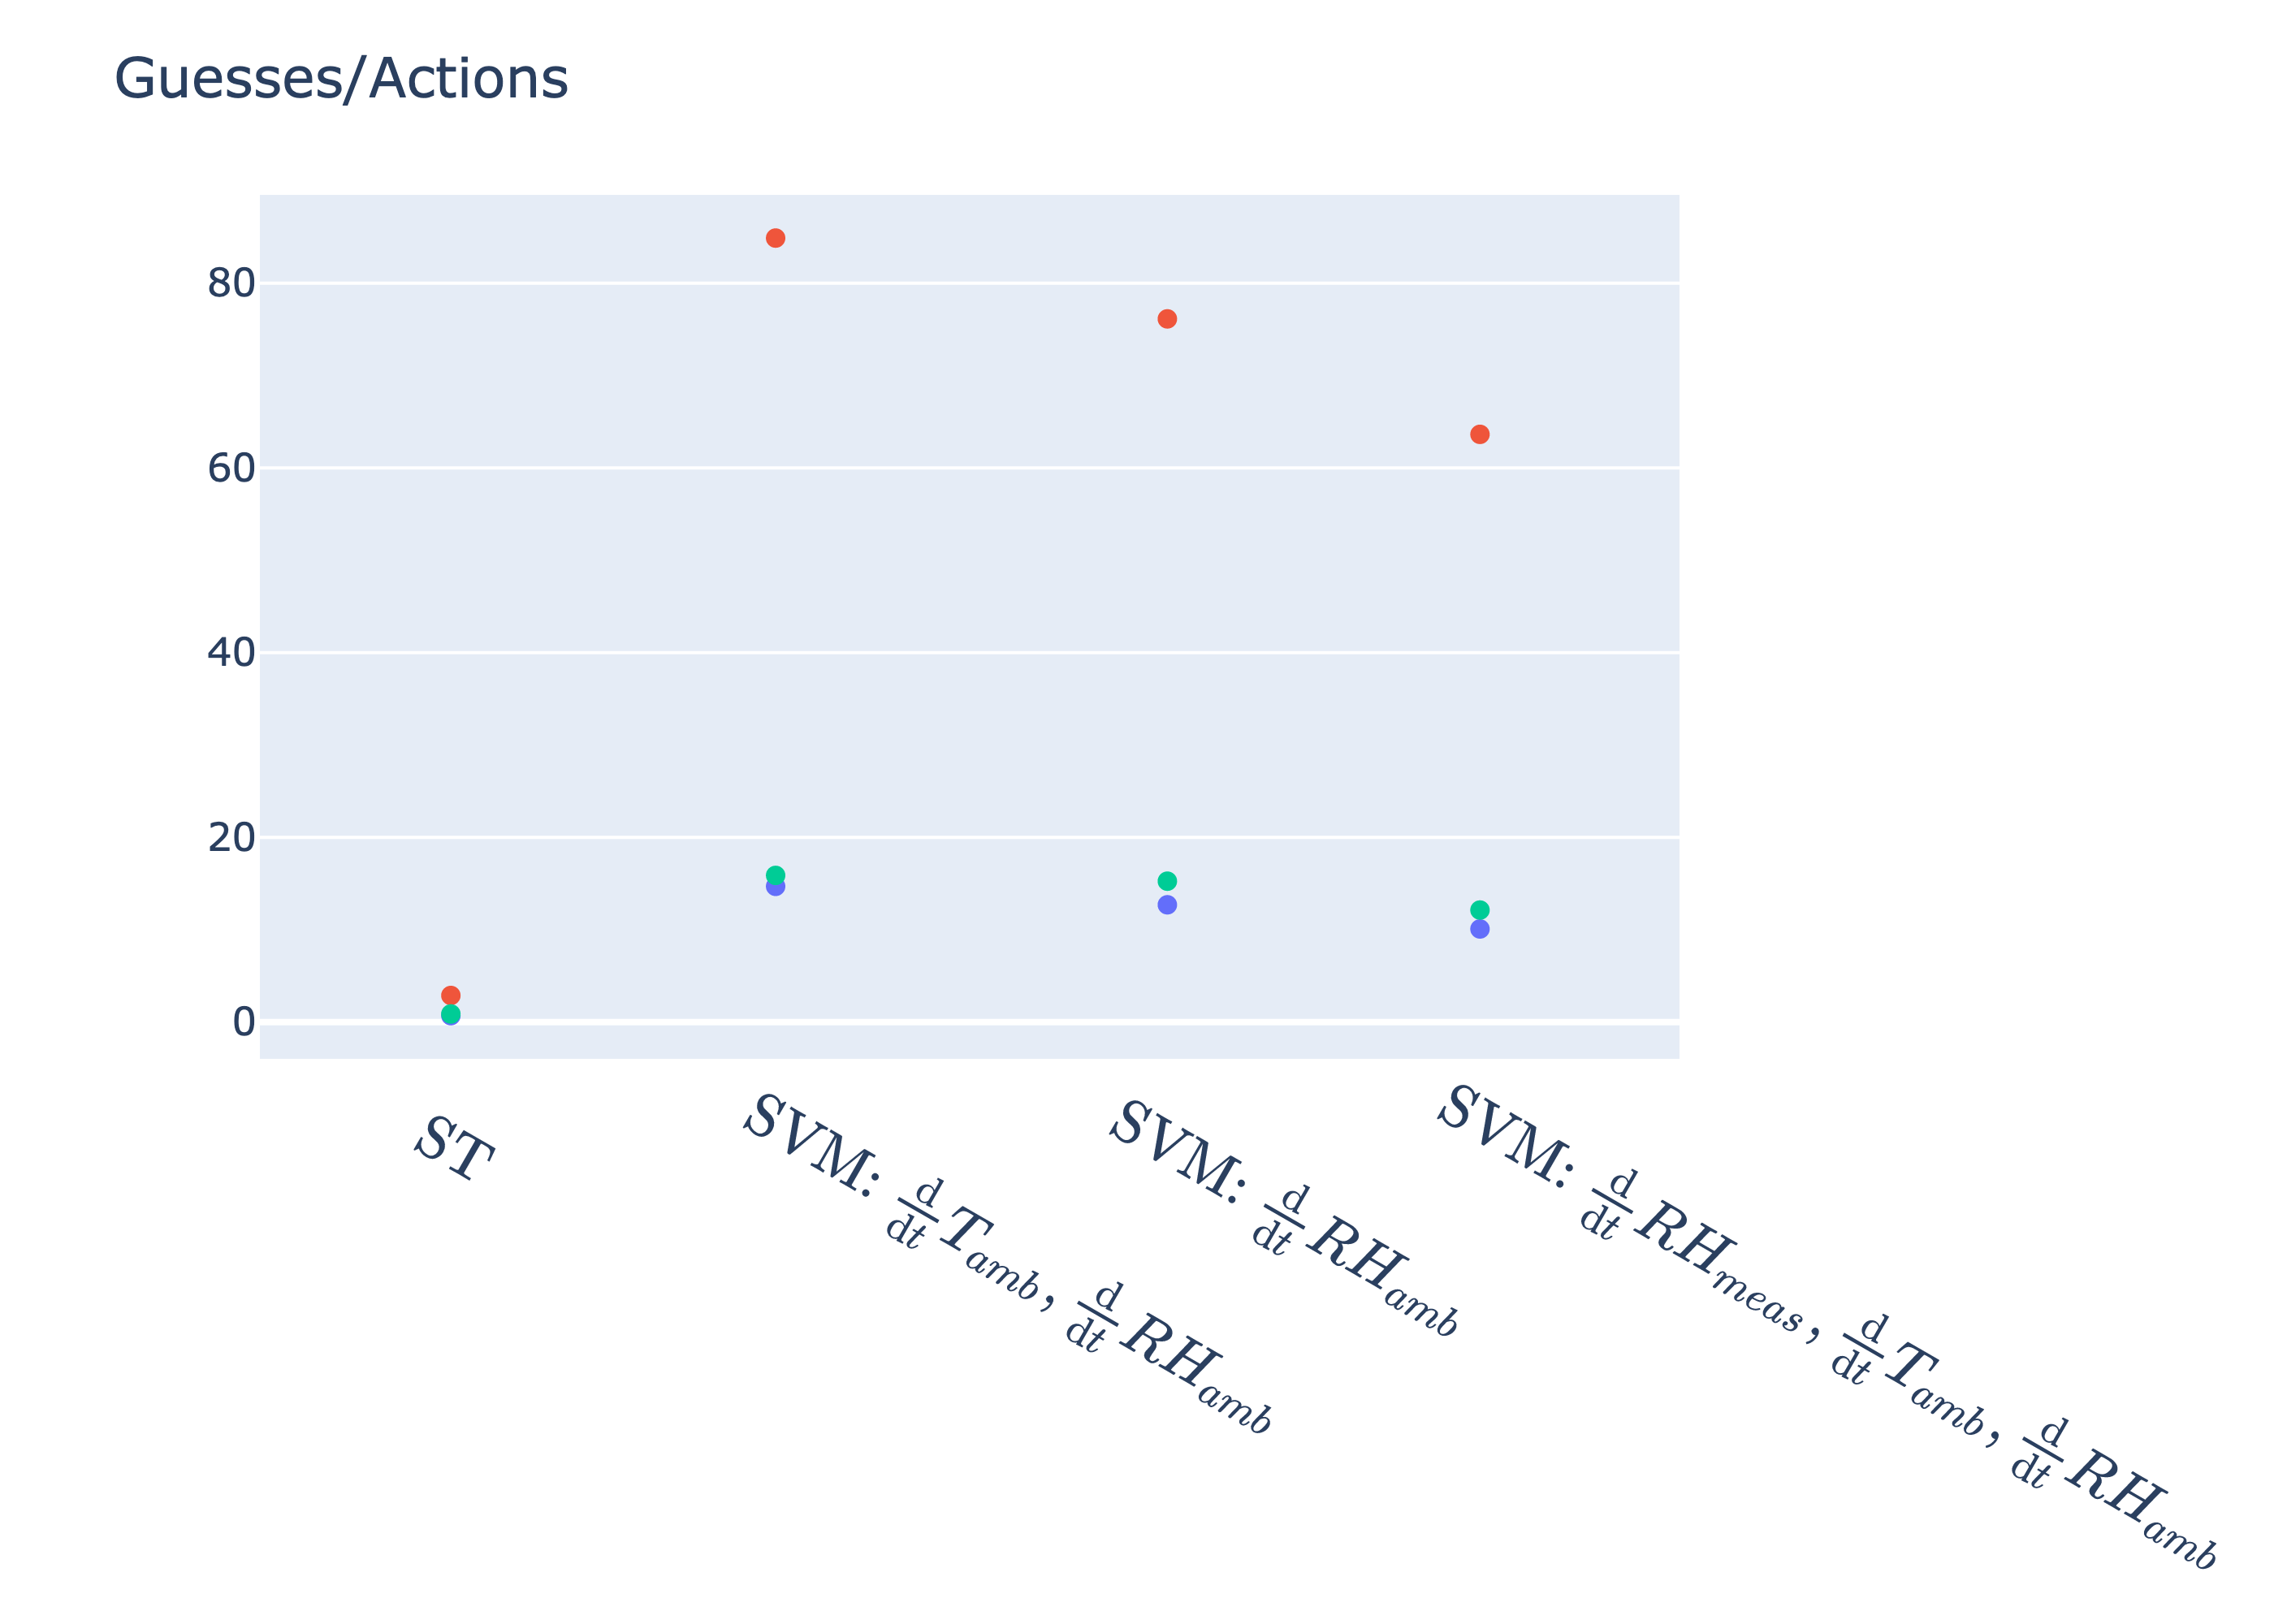 Guesses/Actions
80
60
40
20
0
ST
SVM: d/dt T_amb, d/dt RH_amb
SVM: d/dt RH_amb
SVM: d/dt RH_meas, d/dt T_amb, d/dt RH_amb